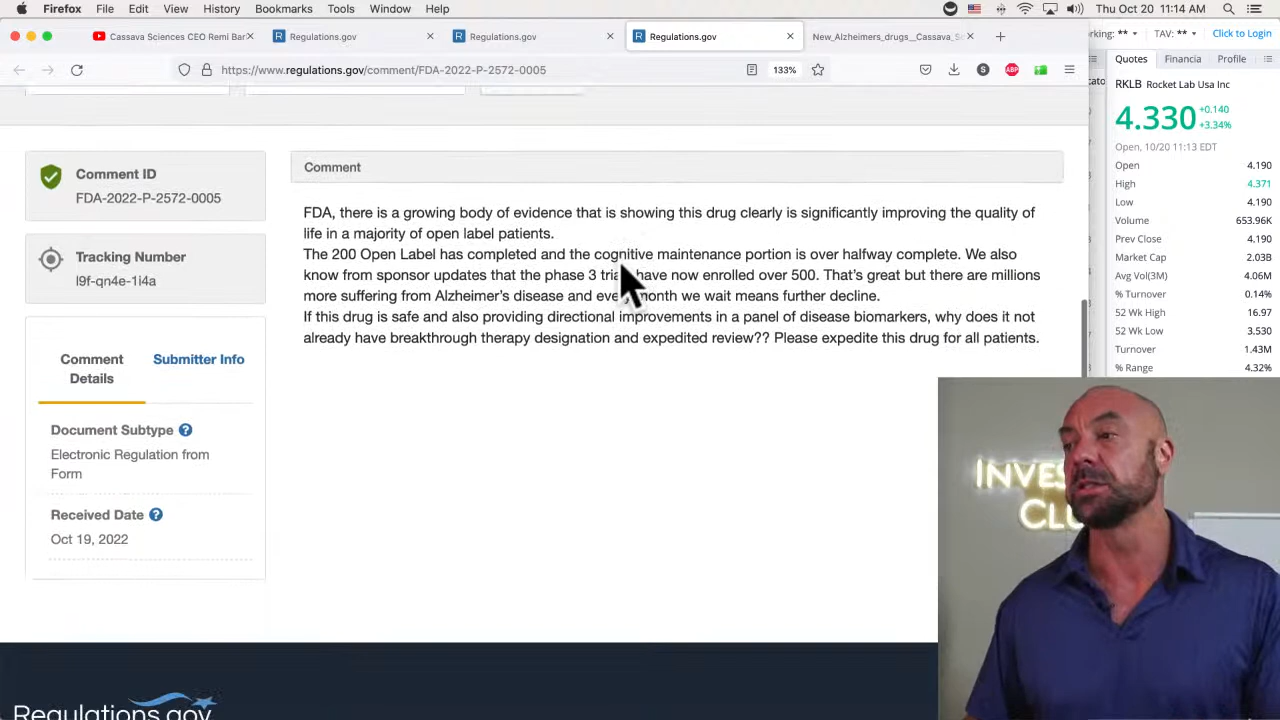 Firefox File Edit View History Bookmarks Tools Window Help Thu Oct 20 11:14 AM
Cassava Sciences CEO Remi Bar
Regulations.gov
Regulations.gov
Regulations.gov
New_Alzheimers_drugs__Cassava_Sc
rking: ** TAV: ** Click to Login
https://www.regulations.gov/comment/FDA-2022-P-2572-0005
133%
S
ABP
Comment ID
FDA-2022-P-2572-0005
Tracking Number
l9f-qn4e-1l4a
Comment Details
Submitter Info
Document Subtype
Electronic Regulation from
Form
Received Date
Oct 19, 2022
Comment
FDA, there is a growing body of evidence that is showing this drug clearly is significantly improving the quality of
life in a majority of open label patients.
The 200 Open Label has completed and the cognitive maintenance portion is over halfway complete. We also
know from sponsor updates that the phase 3 have now enrolled over 500. That's great but there are millions
more suffering from Alzheimer's disease and month we wait means further decline.
If this drug is safe and also providing directional improvements in a panel of disease biomarkers, why does it not
already have breakthrough therapy designation and expedited review?? Please expedite this drug for all patients.
Regulations.gov
Quotes Financia Profile
cato
RKLB Rocket Lab Usa Inc
4.330 +0.140
+3.34%
Open, 10/20 11:13 EDT
Open 4.190
High 4.371
Low 4.190
Volume 653.96K
Prev Close 4.190
Market Cap 2.03B
Avg Vol(3M) 4.06M
% Turnover 0.14%
52 Wk High 16.97
52 Wk Low 3.530
Turnover 1.43M
% Range 4.32%
INVES
CLU